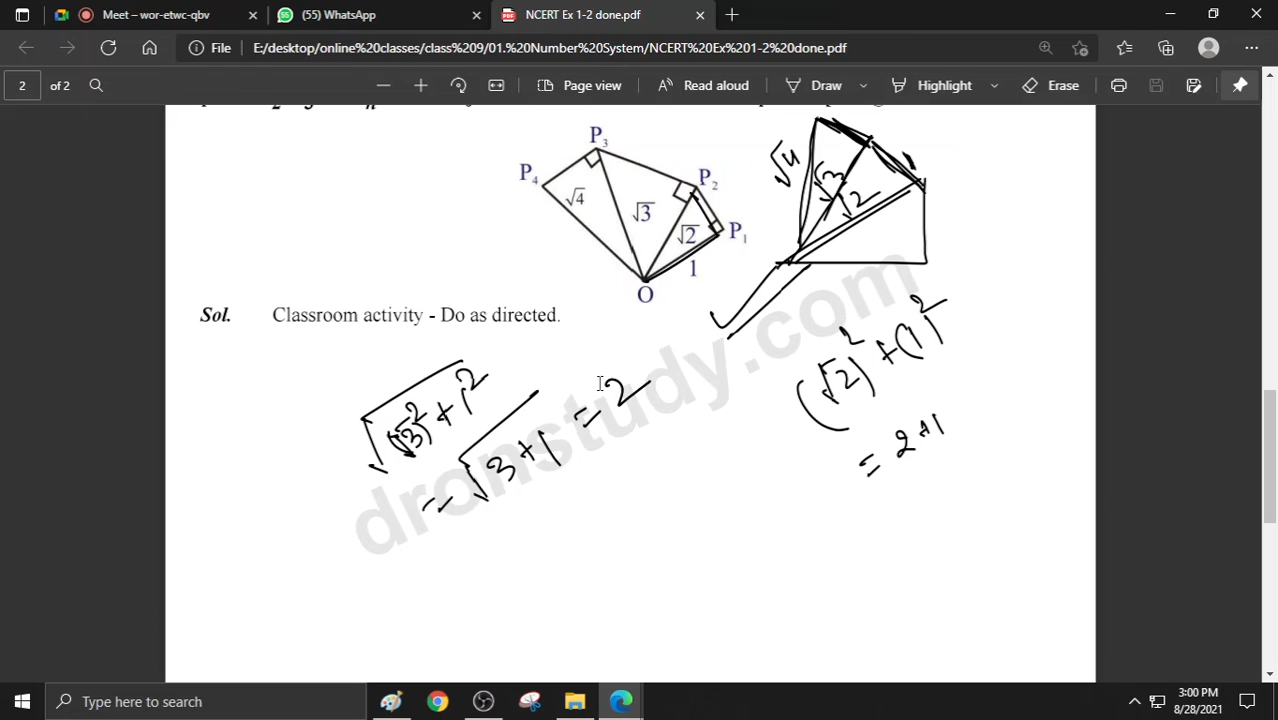 Meet – wor-etwc-qbv
(55) WhatsApp
NCERT Ex 1-2 done.pdf
File
E:/desktop/online%20classes/class%209/01.%20Number%20System/NCERT%20Ex%201-2%20done.pdf
2 of 2
Page view
Read aloud
Draw
Highlight
Erase
P3
P4
P2
P1
√4
√3
√2
1
O
√4
√3
√2
1
Sol. Classroom activity - Do as directed.
√(√3)² + 1²
= √3+1 = 2
(√2)² + (1)²
= 2+1
dronstudy.com
Type here to search
3:00 PM
8/28/2021
55